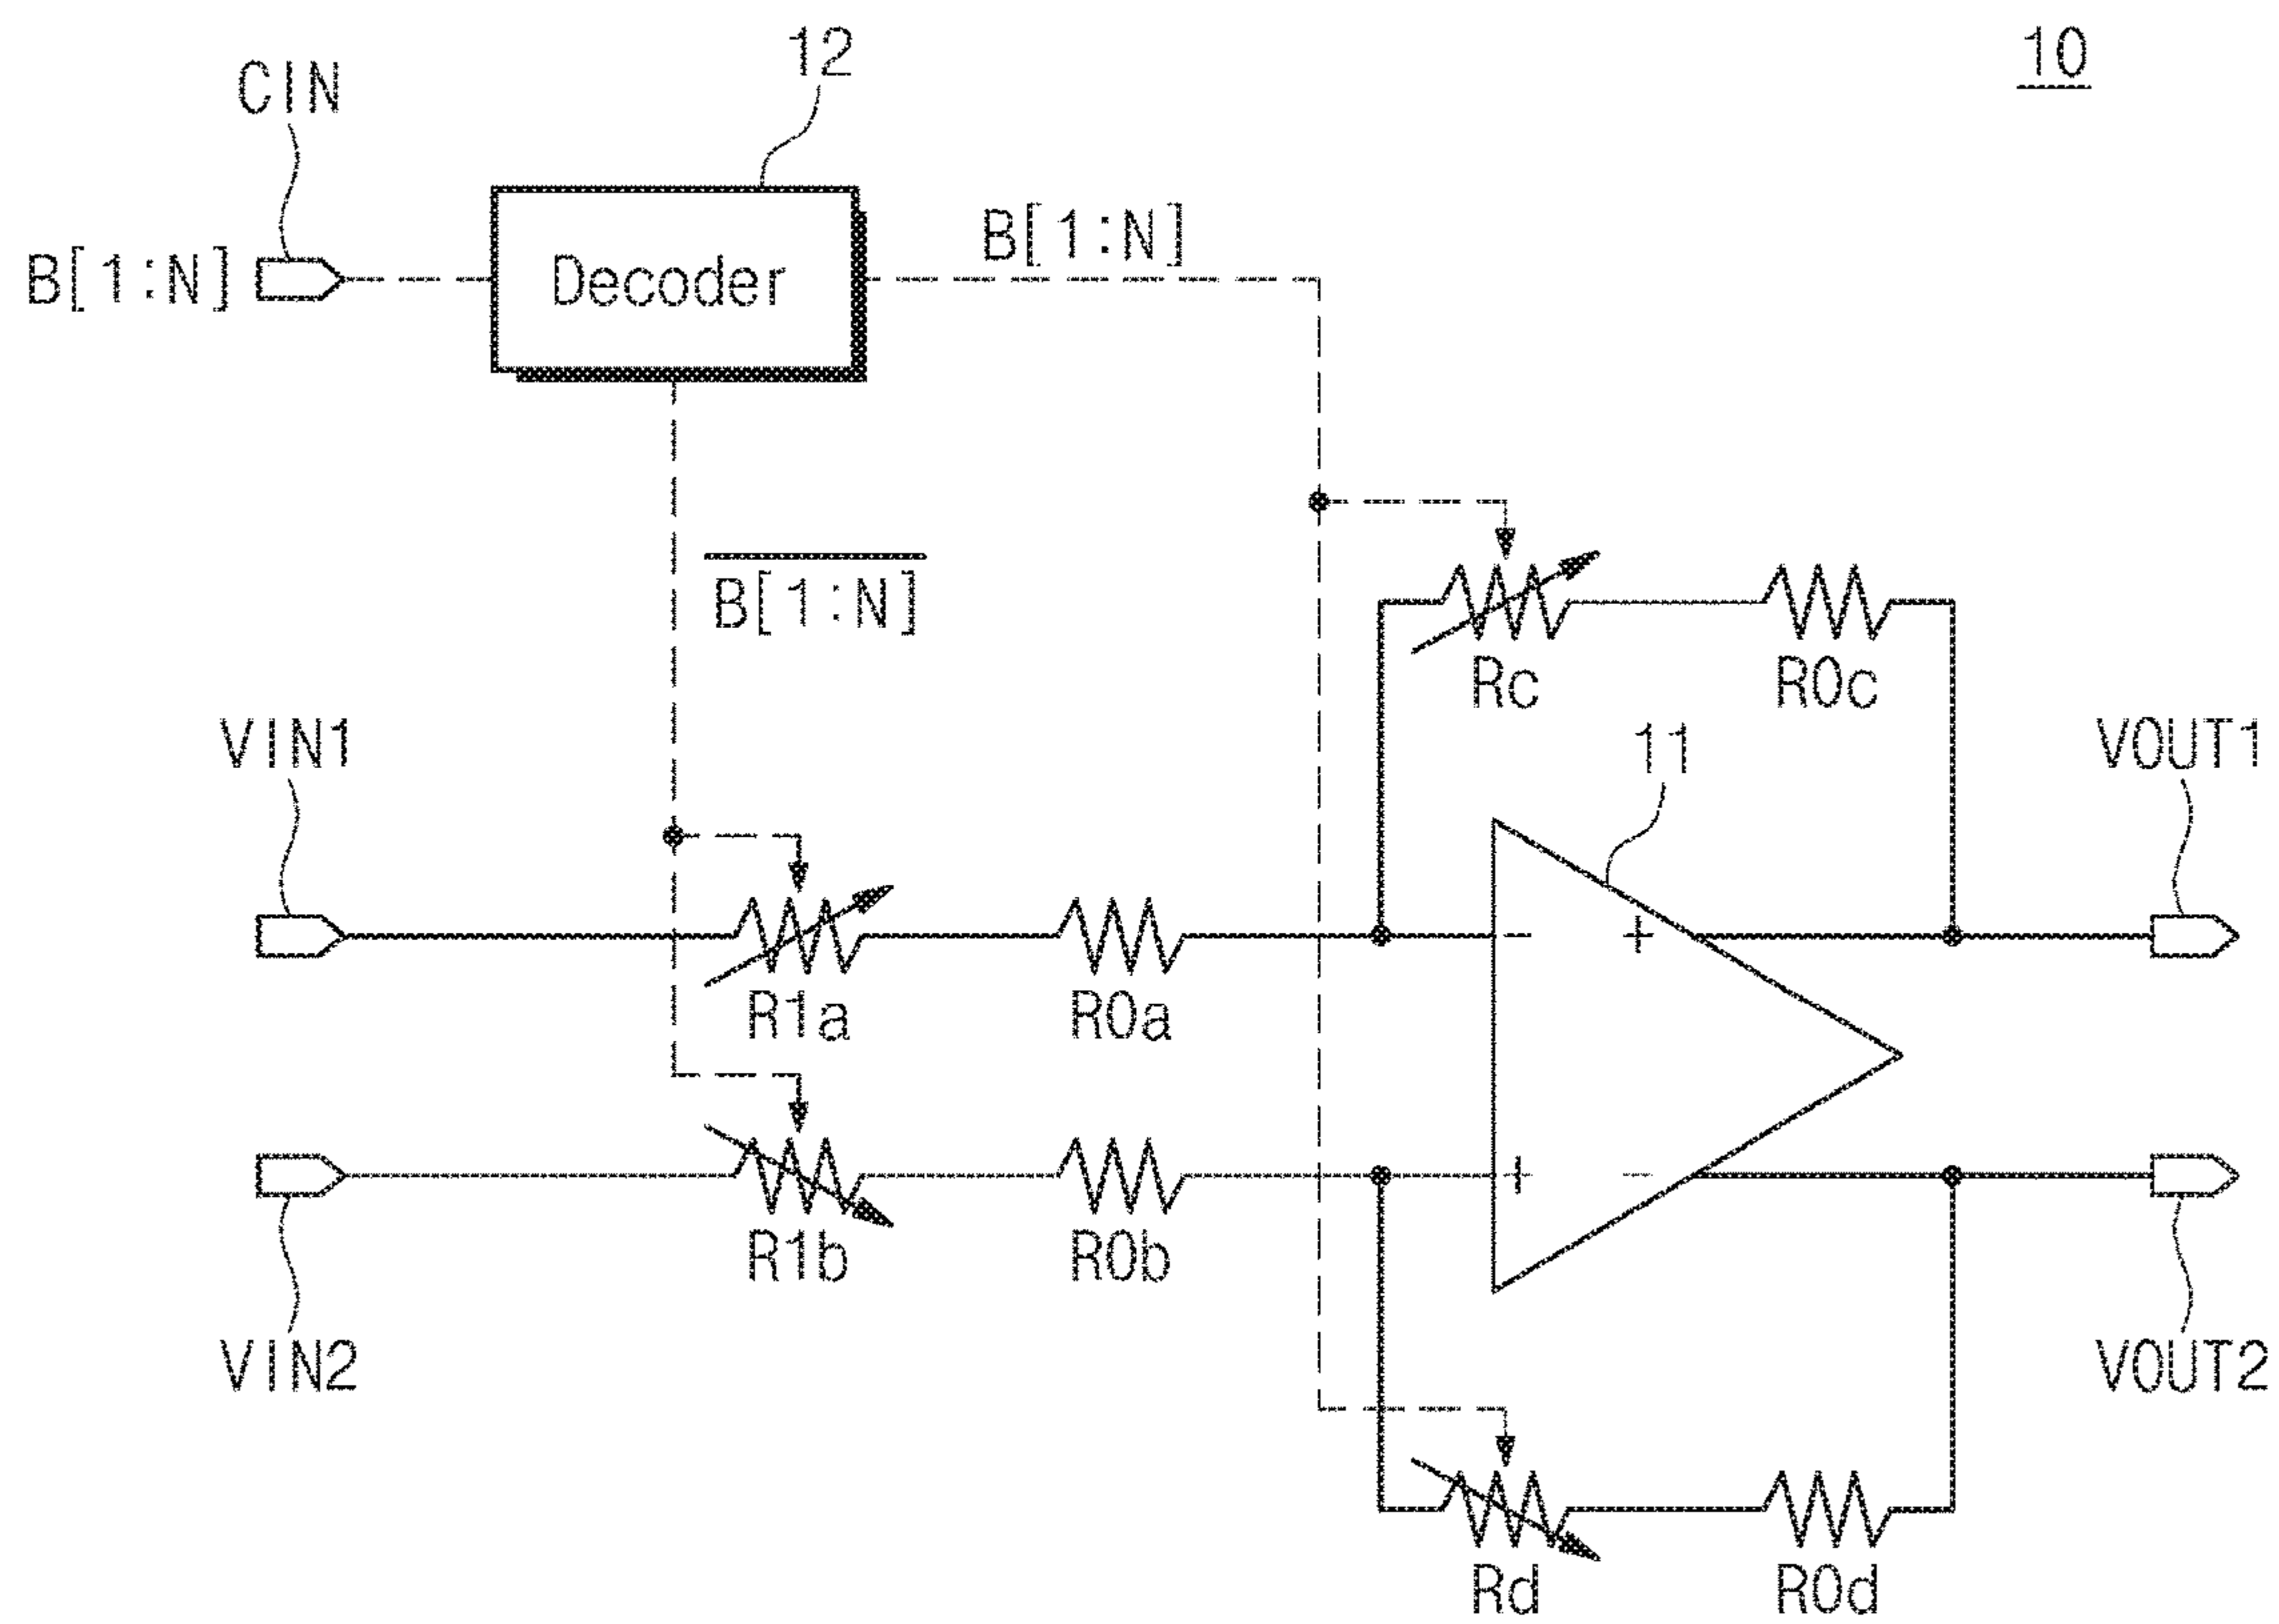 10
12
CIN
B[1:N]
Decoder
B[1:N]
B[1:N]
Rc
R0c
VIN1
11
VOUT1
-
+
R1a
R0a
+
-
R1b
R0b
VIN2
VOUT2
Rd
R0d